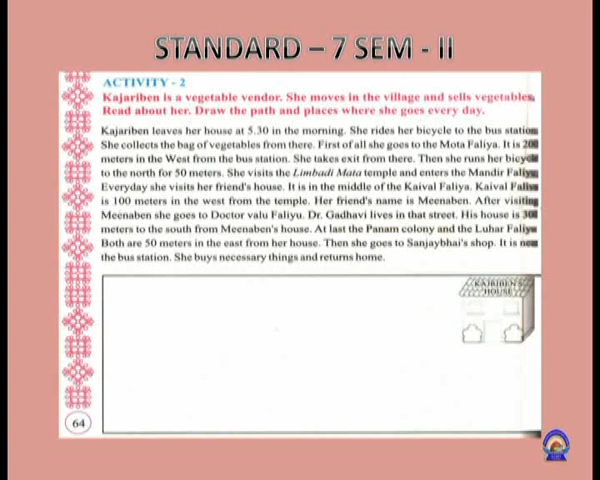 STANDARD – 7 SEM - II
ACTIVITY - 2
Kajariben is a vegetable vendor. She moves in the village and sells vegetables.
Read about her. Draw the path and places where she goes every day.
Kajariben leaves her house at 5.30 in the morning. She rides her bicycle to the bus station
She collects the bag of vegetables from there. First of all she goes to the Mota Faliya. It is 200
meters in the West from the bus station. She takes exit from there. Then she runs her bicycle
to the north for 50 meters. She visits the Limbadi Mata temple and enters the Mandir Faliya
Everyday she visits her friend's house. It is in the middle of the Kaival Faliya. Kaival Faliya
is 100 meters in the west from the temple. Her friend's name is Meenaben. After visiting
Meenaben she goes to Doctor valu Faliyu. Dr. Gadhavi lives in that street. His house is 300
meters to the south from Meenaben's house. At last the Panam colony and the Luhar Faliya
Both are 50 meters in the east from her house. Then she goes to Sanjaybhai's shop. It is near
the bus station. She buys necessary things and returns home.
KAJRIBEN'S
HOUSE
64